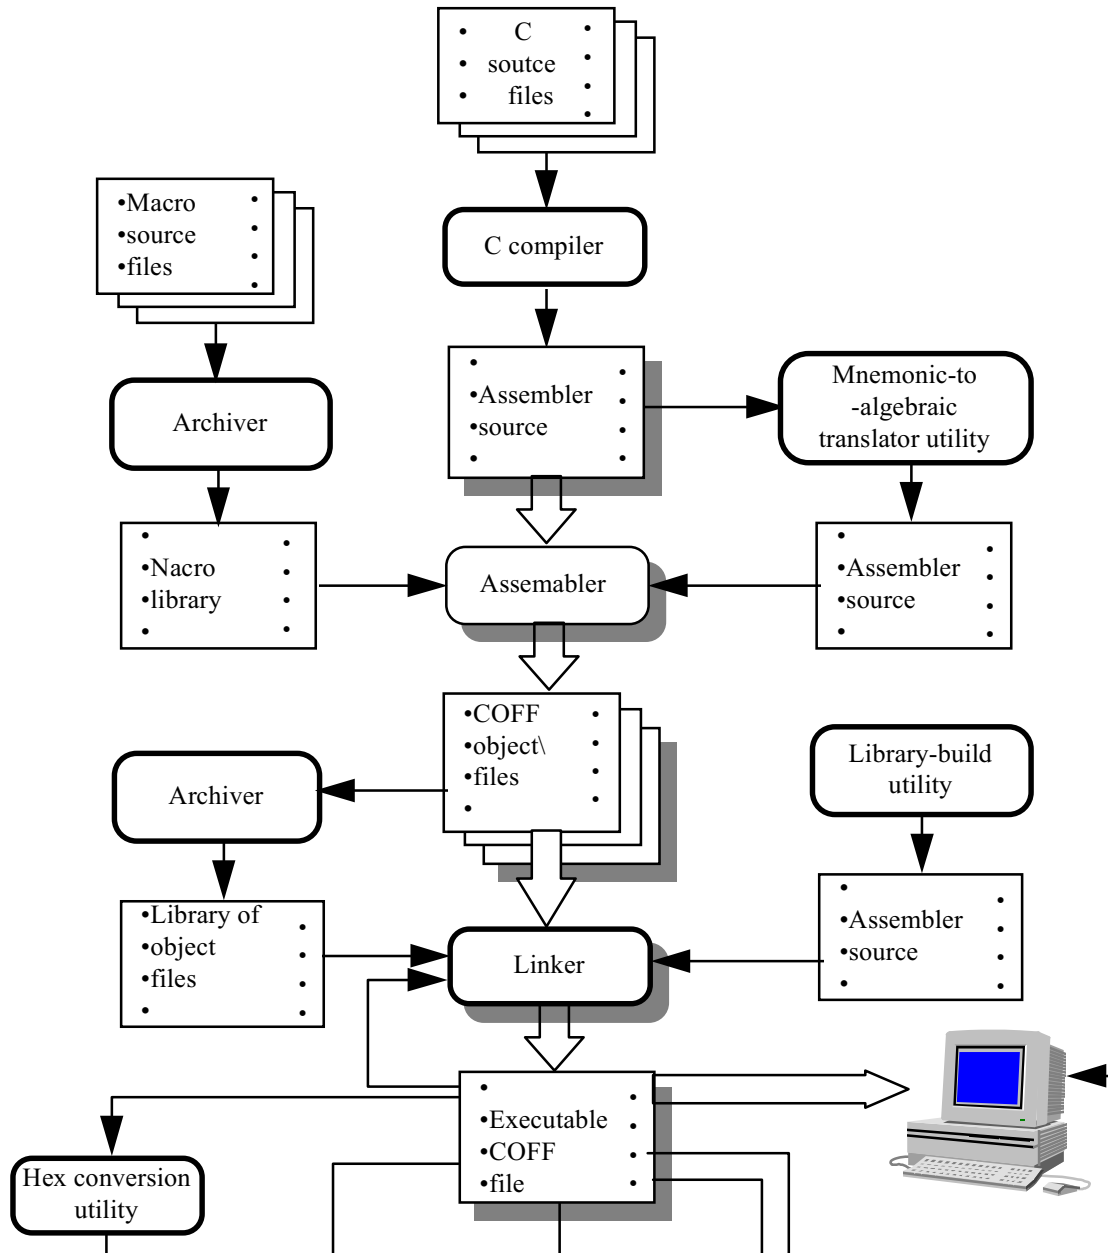 • C
• soutce
• files
•Macro
•source
•files
C compiler
Archiver
•Assembler
•source
Mnemonic-to
-algebraic
translator utility
•Nacro
•library
Assemabler
•Assembler
•source
•COFF
•object\
•files
Archiver
Library-build
utility
•Library of
•object
•files
Linker
•Assembler
•source
•Executable
•COFF
•file
Hex conversion
utility